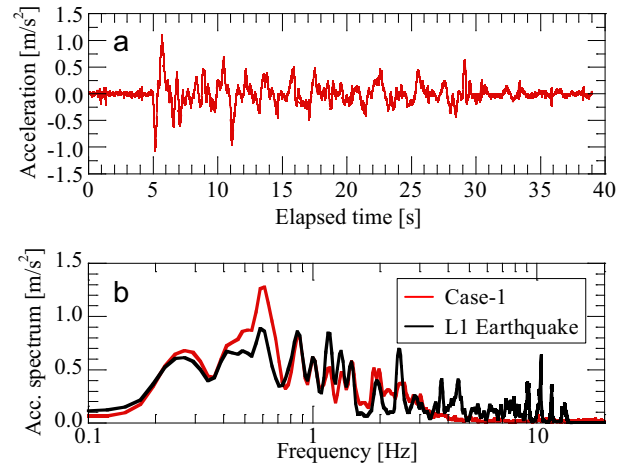 a
Acceleration [m/s²]
1.5
1.0
0.5
0.0
-0.5
-1.0
-1.5
0 5 10 15 20 25 30 35 40
Elapsed time [s]
b
Acc. spectrum [m/s²]
1.5
1.0
0.5
0.0
Case-1
L1 Earthquake
0.1 1 10
Frequency [Hz]